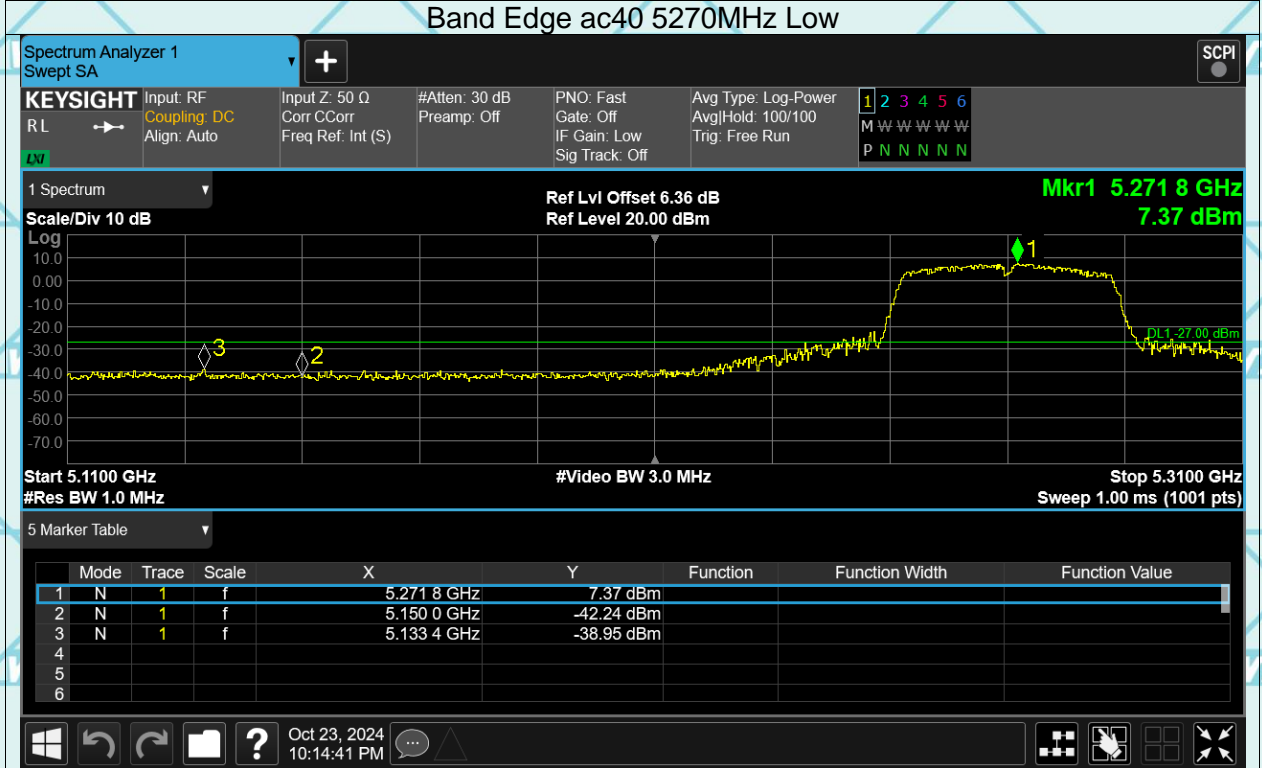 Band Edge ac40 5270MHz Low
Spectrum Analyzer 1
Swept SA
+
SCPI
KEYSIGHT Input: RF Input Z: 50 Ω #Atten: 30 dB PNO: Fast Avg Type: Log-Power 1 2 3 4 5 6
R L Coupling: DC Corr CCorr Preamp: Off Gate: Off Avg|Hold: 100/100 M W W W W W
Align: Auto Freq Ref: Int (S) IF Gain: Low Trig: Free Run P N N N N N
LXI Sig Track: Off
1 Spectrum Ref Lvl Offset 6.36 dB Mkr1 5.271 8 GHz
Scale/Div 10 dB Ref Level 20.00 dBm 7.37 dBm
Log
10.0 1
0.00
-10.0
-20.0 DL1 -27.00 dBm
-30.0 3 2
-40.0
-50.0
-60.0
-70.0
Start 5.1100 GHz #Video BW 3.0 MHz Stop 5.3100 GHz
#Res BW 1.0 MHz Sweep 1.00 ms (1001 pts)
5 Marker Table
Mode Trace Scale X Y Function Function Width Function Value
1 N 1 f 5.271 8 GHz 7.37 dBm
2 N 1 f 5.150 0 GHz -42.24 dBm
3 N 1 f 5.133 4 GHz -38.95 dBm
4
5
6
? Oct 23, 2024
10:14:41 PM